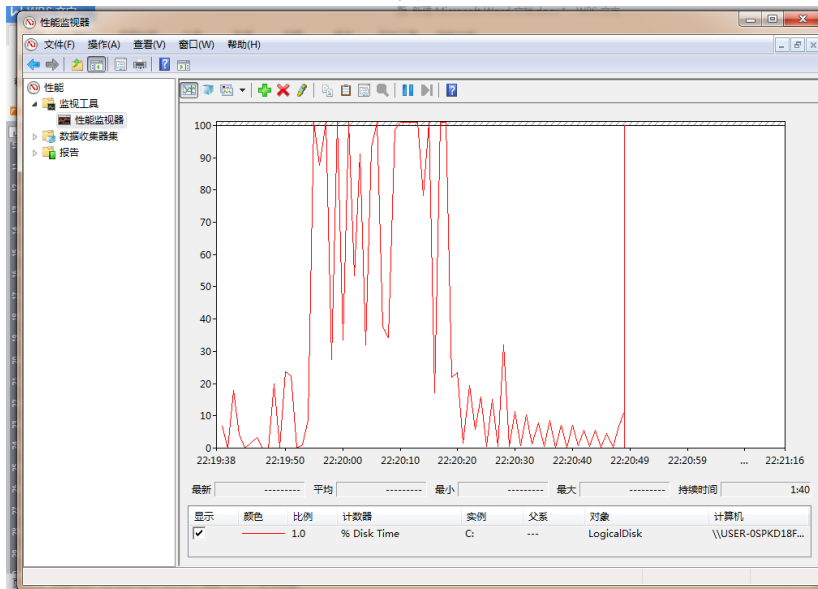 性能监视器
文件(F) 操作(A) 查看(V) 窗口(W) 帮助(H)
性能
监视工具
性能监视器
数据收集器集
报告
100
90
80
70
60
50
40
30
20
10
0
22:19:38 22:19:50 22:20:00 22:20:10 22:20:20 22:20:30 22:20:40 22:20:49 22:20:59 ... 22:21:16
最新 --------- 平均 --------- 最小 --------- 最大 --------- 持续时间 1:40
显示 颜色 比例 计数器 实例 父系 对象 计算机
1.0 % Disk Time C: --- LogicalDisk \\USER-0SPKD18F...